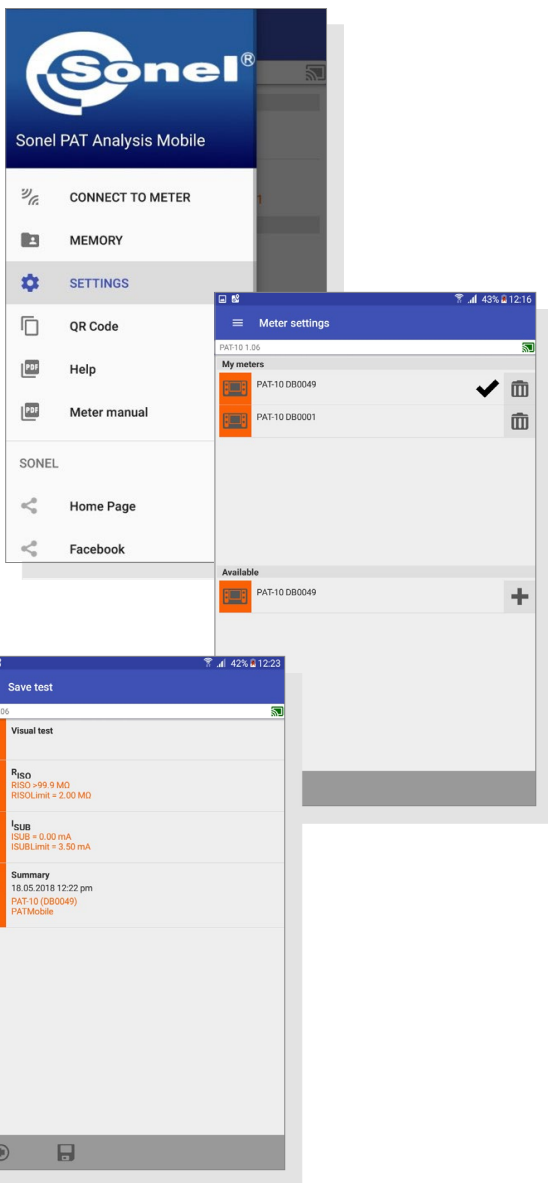 Sonel®
Sonel PAT Analysis Mobile
CONNECT TO METER
MEMORY
SETTINGS
QR Code
PDF Help
PDF Meter manual
SONEL
Home Page
Facebook
43% 12:16
Meter settings
PAT-10 1.06
My meters
PAT-10 DB0049
PAT-10 DB0001
Available
PAT-10 DB0049
42% 12:23
Save test
06
Visual test
RISO
RISO >99.9 MΩ
RISOLimit = 2.00 MΩ
ISUB
ISUB = 0.00 mA
ISUBLimit = 3.50 mA
Summary
18.05.2018 12:22 pm
PAT-10 (DB0049)
PATMobile